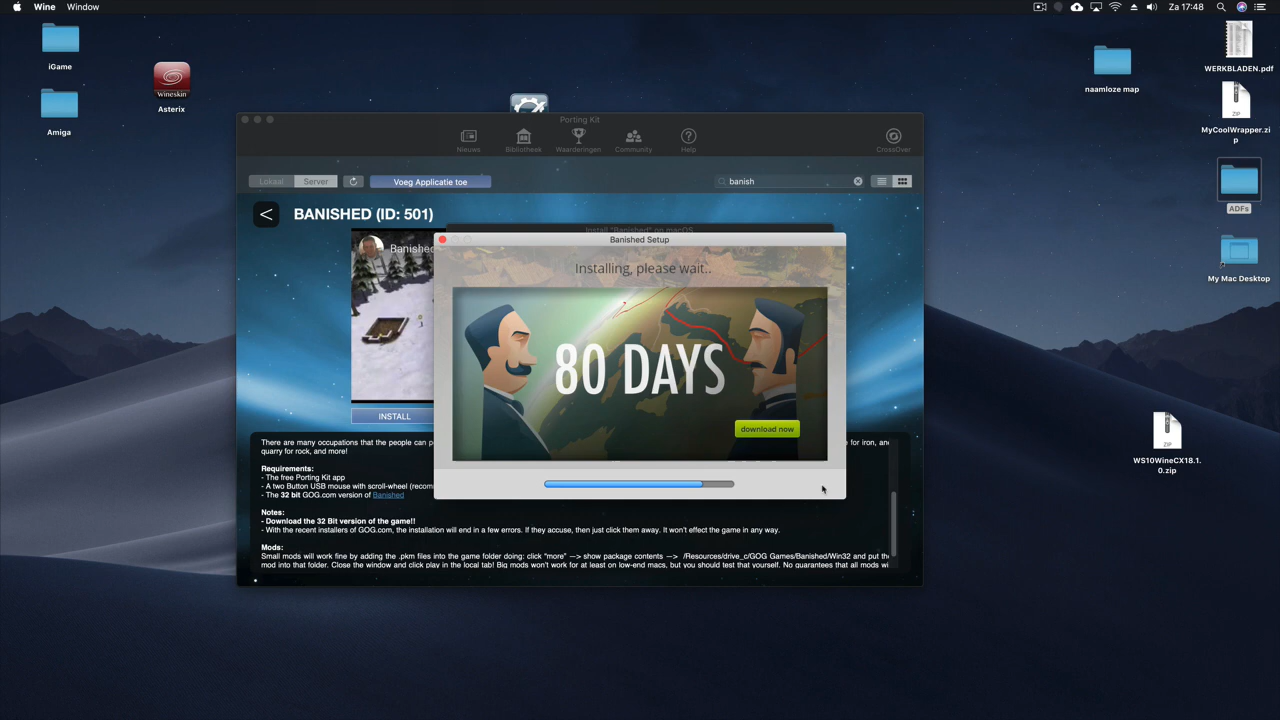 Wine Window
Za 17:48
iGame
Wineskin
Asterix
Amiga
naamloze map
WERKBLADEN.pdf
ZIP
MyCoolWrapper.zi
p
ADFs
My Mac Desktop
ZIP
WS10WineCX18.1.
0.zip
Porting Kit
Nieuws
Bibliotheek
Waarderingen
Community
Help
CrossOver
Lokaal
Server
Voeg Applicatie toe
banish
<
BANISHED (ID: 501)
Install "Banished" on macOS
Banished
Banished Setup
Installing, please wait..
80 DAYS
download now
INSTALL
There are many occupations that the people can p
e for iron, and
quarry for rock, and more!
Requirements:
- The free Porting Kit app
- A two Button USB mouse with scroll-wheel (recom
- The 32 bit GOG.com version of Banished
Notes:
- Download the 32 Bit version of the game!!
- With the recent installers of GOG.com, the installation will end in a few errors. If they accuse, then just click them away. It won't effect the game in any way.
Mods:
Small mods will work fine by adding the .pkm files into the game folder doing: click "more" —> show package contents —> /Resources/drive_c/GOG Games/Banished/Win32 and put the
mod into that folder. Close the window and click play in the local tab! Big mods won't work for at least on low-end macs, but you should test that yourself. No guarantees that all mods wi